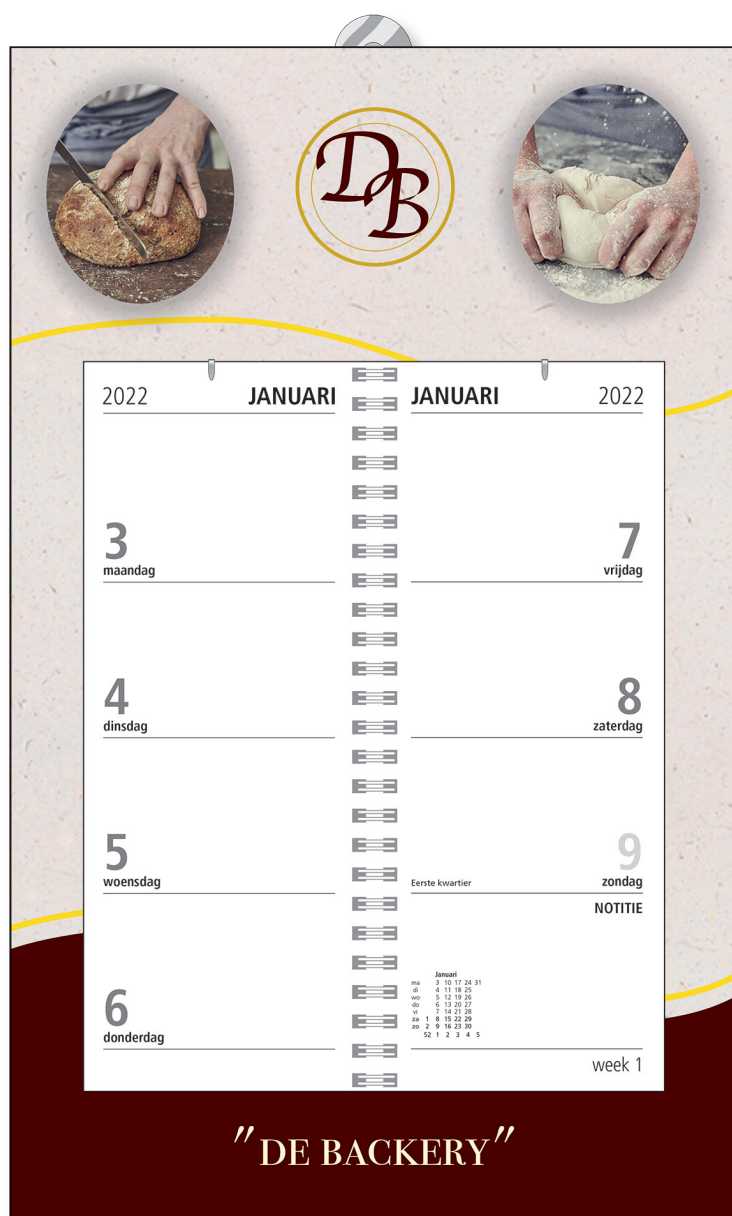 DB
2022 JANUARI
3
maandag
4
dinsdag
5
woensdag
6
donderdag
JANUARI 2022
7
vrijdag
8
zaterdag
9
Eerste kwartier zondag
NOTITIE
Januari
ma 3 10 17 24 31
di 4 11 18 25
wo 5 12 19 26
do 6 13 20 27
vr 7 14 21 28
za 1 8 15 22 29
zo 2 9 16 23 30
52 1 2 3 4 5
week 1
"DE BACKERY"